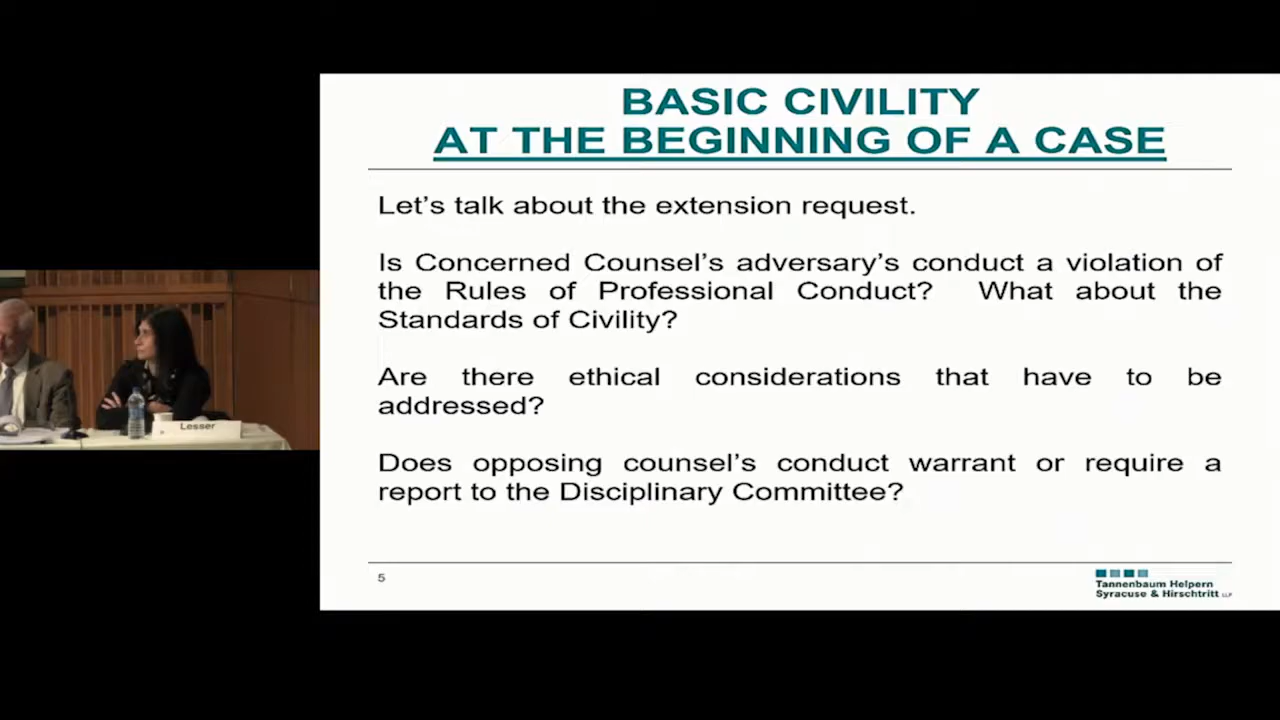 BASIC CIVILITY
AT THE BEGINNING OF A CASE
Let's talk about the extension request.
Is Concerned Counsel's adversary's conduct a violation of
the Rules of Professional Conduct? What about the
Standards of Civility?
Are there ethical considerations that have to be
addressed?
Does opposing counsel's conduct warrant or require a
report to the Disciplinary Committee?
5
Tannenbaum Helpern
Syracuse & Hirschtritt LLP
Lesser